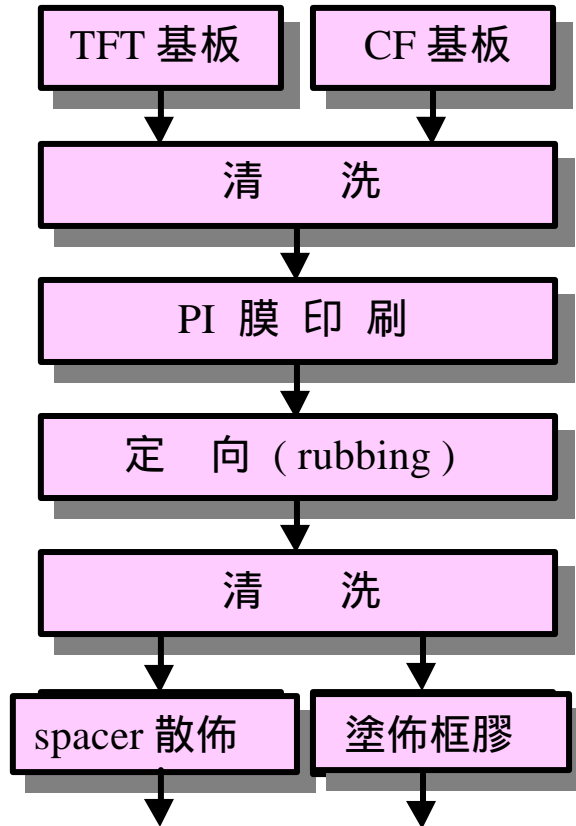 TFT 基板
CF 基板
清 洗
PI 膜 印 刷
定 向 ( rubbing )
清 洗
spacer 散佈
塗佈框膠